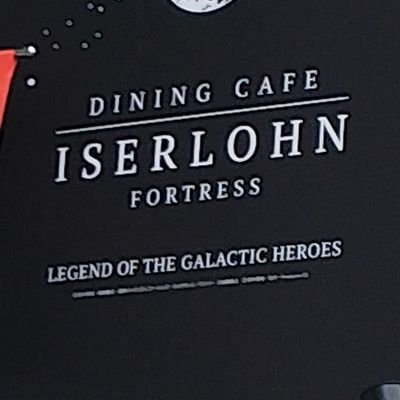 DINING CAFE
ISERLOHN
FORTRESS
LEGEND OF THE GALACTIC HEROES